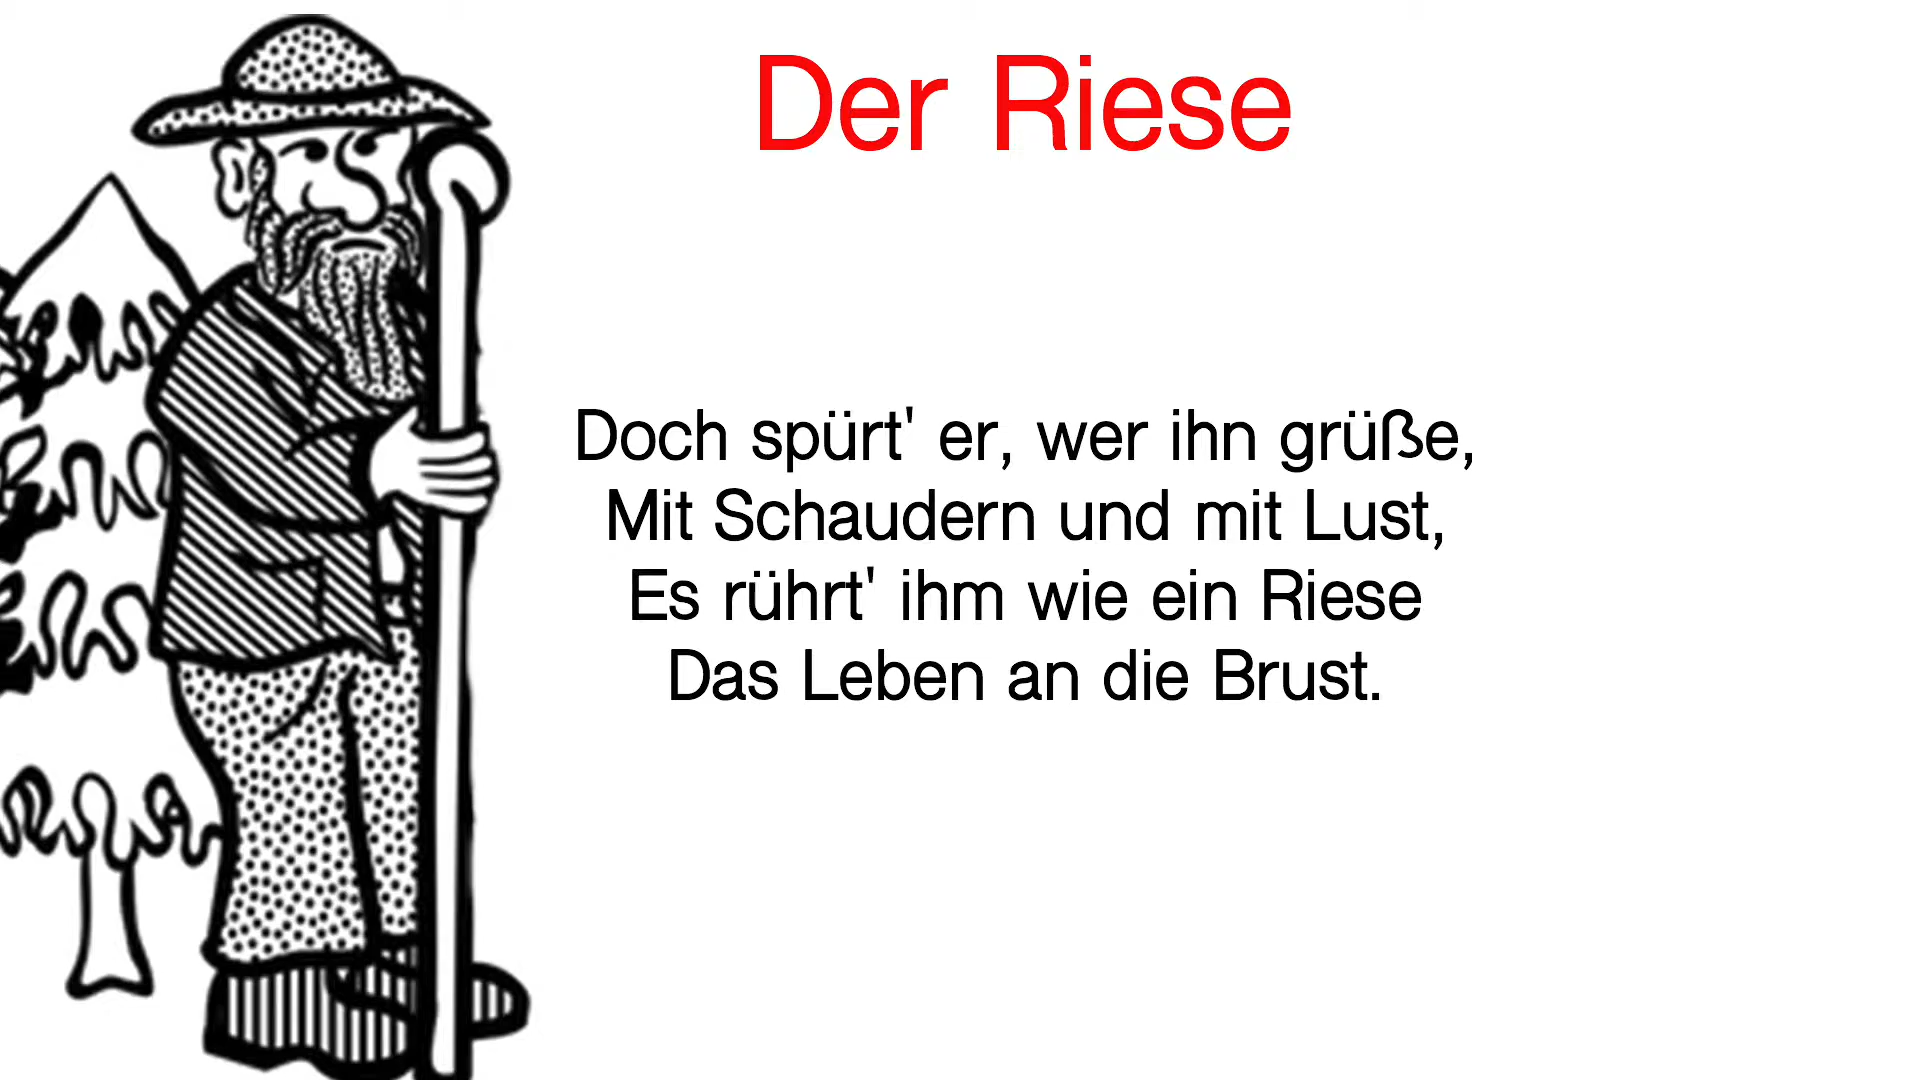 Der Riese
Doch spürt' er, wer ihn grüße,
Mit Schaudern und mit Lust,
Es rührt' ihm wie ein Riese
Das Leben an die Brust.